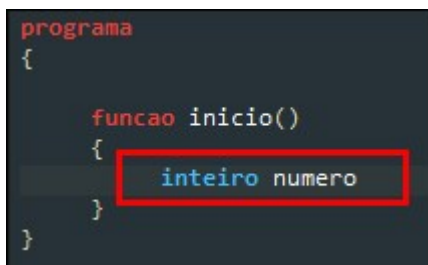 programa
{
funcao inicio()
{
inteiro numero
}
}